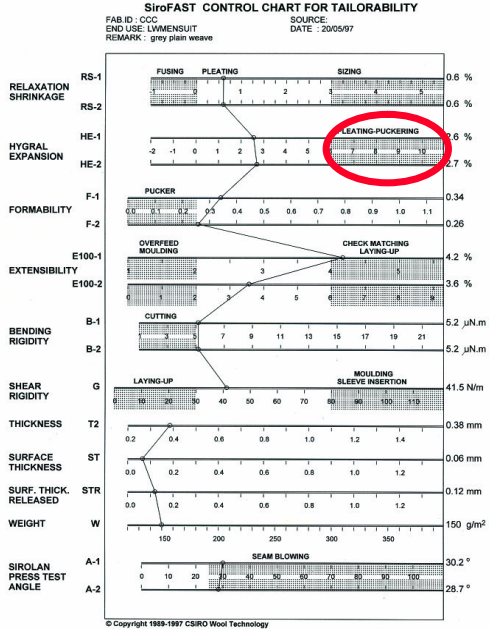 SiroFAST CONTROL CHART FOR TAILORABILITY
FAB.ID : CCC SOURCE:
END USE: LWMENSUIT DATE : 20/05/97
REMARK : grey plain weave
FUSING PLEATING SIZING
RELAXATION SHRINKAGE
RS-1 0.6 %
-1 0 1 2 3 4 5
RS-2 0.6 %
LEATING-PUCKERING
HYGRAL EXPANSION
HE-1 2.6 %
-2 -1 0 1 2 3 4 5 7 8 9 10
HE-2 2.7 %
PUCKER
FORMABILITY
F-1 0.34
0.0 0.1 0.2 0.3 0.4 0.5 0.6 0.7 0.8 0.9 1.0 1.1
F-2 0.26
OVERFEED MOULDING
CHECK MATCHING LAYING-UP
EXTENSIBILITY
E100-1 4.2 %
1 2 3 4 5
E100-2 3.6 %
0 1 2 3 4 5 6 7 8 9
CUTTING
BENDING RIGIDITY
B-1 5.2 µN.m
1 3 5 7 9 11 13 15 17 19 21
B-2 5.2 µN.m
LAYING-UP
MOULDING SLEEVE INSERTION
SHEAR RIGIDITY
G 41.5 N/m
0 10 20 30 40 50 60 70 80 90 100 110
THICKNESS T2 0.38 mm
0.2 0.4 0.6 0.8 1.0 1.2 1.4
SURFACE THICKNESS
ST 0.06 mm
0.0 0.2 0.4 0.6 0.8 1.0 1.2
SURF. THICK. RELEASED
STR 0.12 mm
0.0 0.2 0.4 0.6 0.8 1.0 1.2
WEIGHT W 150 g/m²
150 200 250 300 350
SEAM BLOWING
SIROLAN PRESS TEST ANGLE
A-1 30.2 °
0 10 20 30 40 50 60 70 80 90 100
A-2 28.7 °
© Copyright 1989-1997 CSIRO Wool Technology